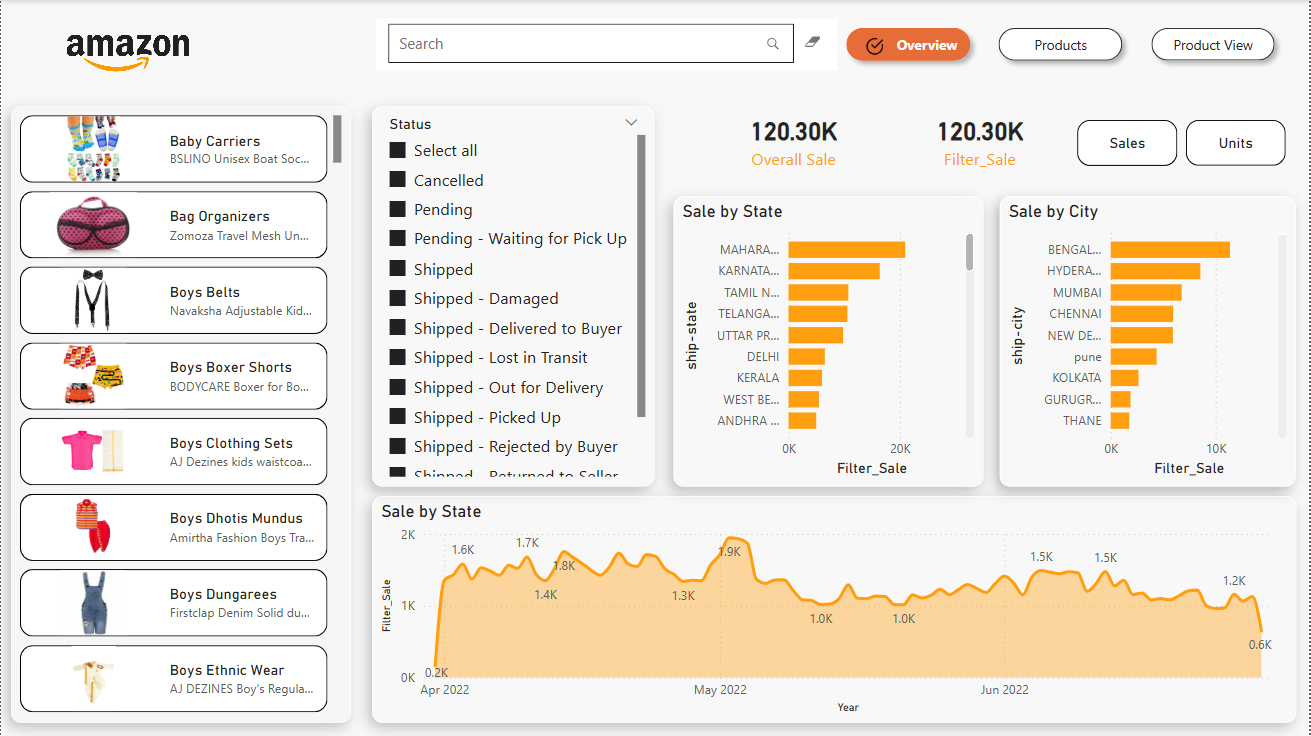 amazon
Search
Overview
Products
Product View
Baby Carriers
BSLINO Unisex Boat Soc...
Bag Organizers
Zomoza Travel Mesh Un...
Boys Belts
Navaksha Adjustable Kid...
Boys Boxer Shorts
BODYCARE Boxer for Bo...
Boys Clothing Sets
AJ Dezines kids waistcoa...
Boys Dhotis Mundus
Amirtha Fashion Boys Tra...
Boys Dungarees
Firstclap Denim Solid du...
Boys Ethnic Wear
AJ DEZINES Boy's Regula...
Status
Select all
Cancelled
Pending
Pending - Waiting for Pick Up
Shipped
Shipped - Damaged
Shipped - Delivered to Buyer
Shipped - Lost in Transit
Shipped - Out for Delivery
Shipped - Picked Up
Shipped - Rejected by Buyer
Shipped - Returned to Seller
120.30K
Overall Sale
120.30K
Filter_Sale
Sales
Units
Sale by State
ship-state
MAHARA...
KARNATA...
TAMIL N...
TELANGA...
UTTAR PR...
DELHI
KERALA
WEST BE...
ANDHRA ...
0K 20K
Filter_Sale
Sale by City
ship-city
BENGAL...
HYDERA...
MUMBAI
CHENNAI
NEW DE...
pune
KOLKATA
GURUGR...
THANE
0K 10K
Filter_Sale
Sale by State
Filter_Sale
2K
1K
0K
0.2K
1.6K
1.7K
1.4K
1.8K
1.3K
1.9K
1.0K
1.0K
1.5K
1.5K
1.2K
0.6K
Apr 2022 May 2022 Jun 2022
Year